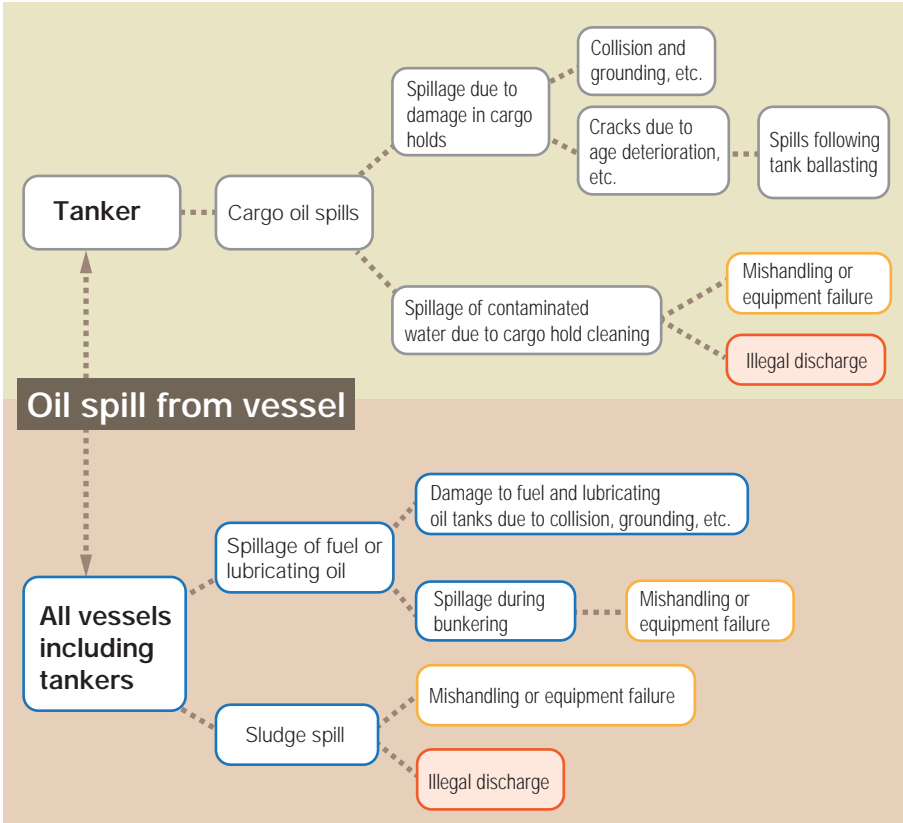 Collision and
grounding, etc.
Spillage due to
damage in cargo
holds
Cracks due to
age deterioration,
etc.
Spills following
tank ballasting
Tanker
Cargo oil spills
Mishandling or
equipment failure
Spillage of contaminated
water due to cargo hold cleaning
Illegal discharge
Oil spill from vessel
Damage to fuel and lubricating
oil tanks due to collision, grounding, etc.
Spillage of fuel or
lubricating oil
Spillage during
bunkering
Mishandling or
equipment failure
All vessels
including
tankers
Mishandling or equipment failure
Sludge spill
Illegal discharge